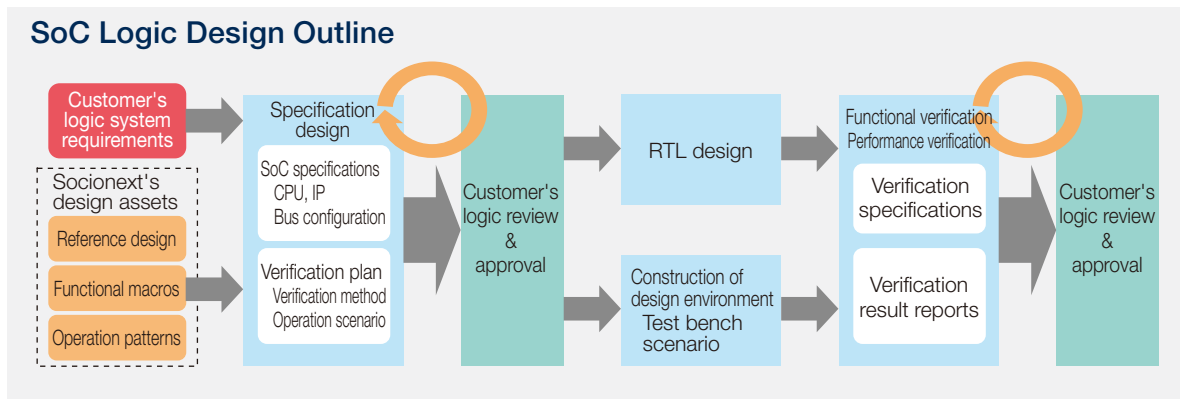 SoC Logic Design Outline
Customer's
logic system
requirements
Socionext's
design assets
Reference design
Functional macros
Operation patterns
Specification
design
SoC specifications
CPU, IP
Bus configuration
Verification plan
Verification method
Operation scenario
Customer's
logic review
&
approval
RTL design
Construction of
design environment
Test bench
scenario
Functional verification
Performance verification
Verification
specifications
Verification
result reports
Customer's
logic review
&
approval